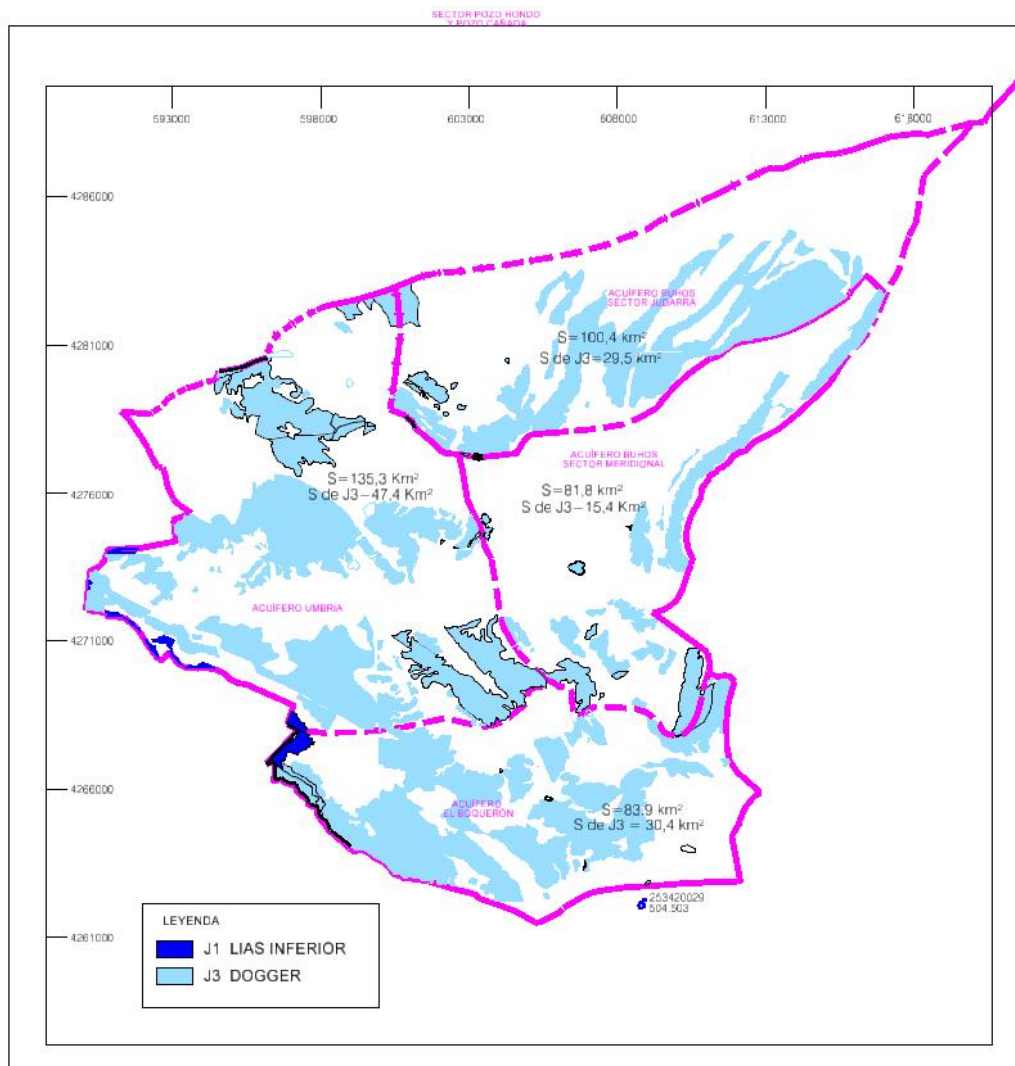 SECTOR POZO HONDO
Y POZO CAÑADA
593000
598000
603000
608000
613000
618000
4286000
4281000
4276000
4271000
4266000
4261000
ACUÍFERO BUHOS
SECTOR JUDARRA
S=100,4 km²
S de J3=29,5 km²
ACUÍFERO BUHOS
SECTOR MERIDIONAL
S=81,8 km²
S de J3–15,4 Km²
S=135,3 Km²
S de J3–47,4 Km²
ACUÍFERO UMBRIA
ACUÍFERO
EL BOQUERÓN
S=83,9 km²
S de J3 = 30,4 km²
253420029
504.503
LEYENDA
J1 LIAS INFERIOR
J3 DOGGER